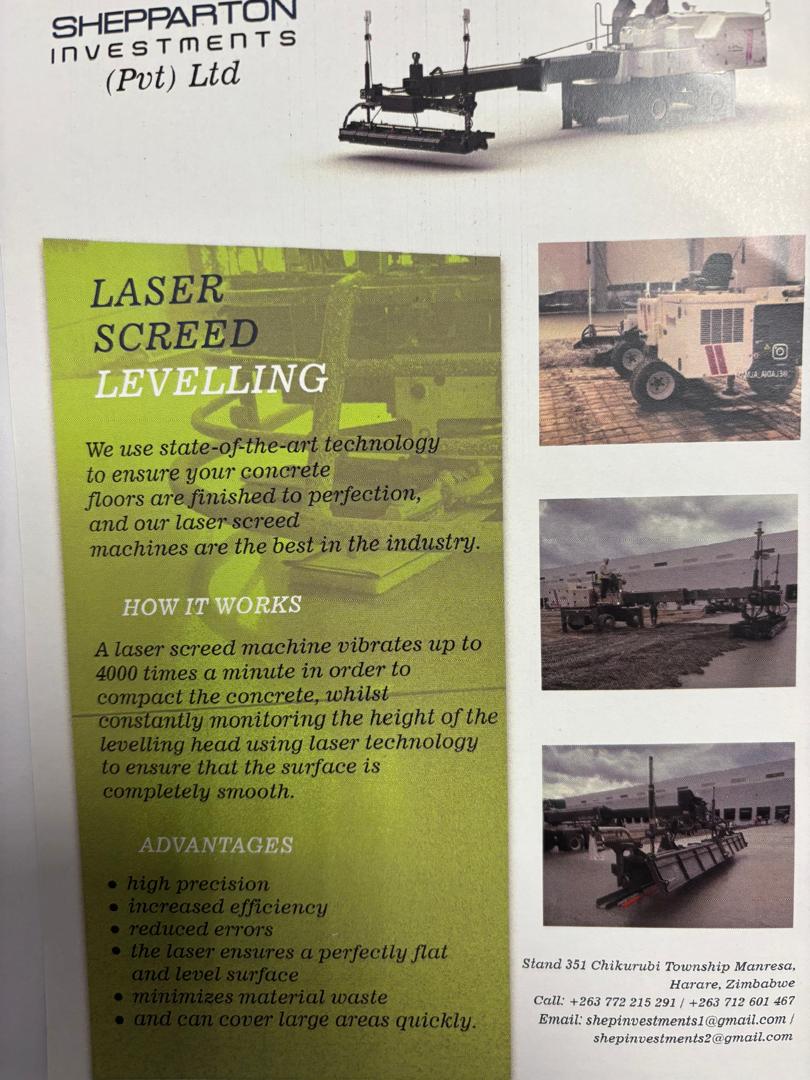 SHEPPARTON
INVESTMENTS
(Pvt) Ltd
LASER
SCREED
LEVELLING
We use state-of-the-art technology
to ensure your concrete
floors are finished to perfection,
and our laser screed
machines are the best in the industry.
HOW IT WORKS
A laser screed machine vibrates up to
4000 times a minute in order to
compact the concrete, whilst
constantly monitoring the height of the
levelling head using laser technology
to ensure that the surface is
completely smooth.
ADVANTAGES
• high precision
• increased efficiency
• reduced errors
• the laser ensures a perfectly flat
and level surface
• minimizes material waste
• and can cover large areas quickly.
Stand 351 Chikurubi Township Manresa,
Harare, Zimbabwe
Call: +263 772 215 291 / +263 712 601 467
Email: shepinvestments1@gmail.com /
shepinvestments2@gmail.com